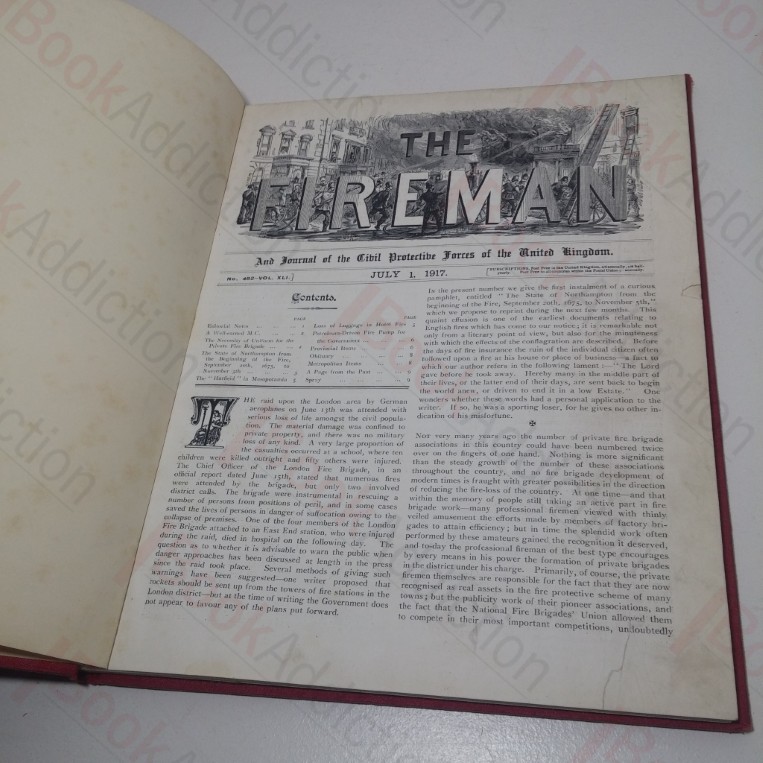 THE
FIREMAN
And Journal of the Civil Protective Forces of the United Kingdom.
JULY 1, 1917.
Contents.
PAGE
PAGE
Editorial Notes
A Well-earned M.C.
The Necessity of Uniform for the
Private Fire Brigade
The State of Northampton from
the Beginning of the Fire,
September 20th, 1675, to
November 5th
The "Hatfield" in Mesopotamia
Loss of Luggage in Hotel Fire
Petroleum-Driven Fire Pump for
the Coronation
Provincial Items
Obituary
Metropolitan Items
A Page from the Past
Spray
THE raid upon the London area by German
aeroplanes on June 13th was attended with
serious loss of life amongst the civil popula-
tion. The material damage was confined to
private property, and there was no military
loss of any kind. A very large proportion of
the casualties occurred at a school, where ten
children were killed outright and fifty others were injured.
The Chief Officer of the London Fire Brigade, in an
official report dated June 15th, stated that numerous fires
were attended by the brigade, but only two involved
district calls. The brigade were instrumental in rescuing a
number of persons from positions of peril, and in some cases
saved the lives of persons in danger of suffocation owing to the
collapse of premises. One of the four members of the London
Fire Brigade attached to an East End station, who were injured
during the raid, died in hospital on the following day. The
question as to whether it is advisable to warn the public when
danger approaches has been discussed at length in the press
since the raid took place. Several methods of giving such
warnings have been suggested—one writer proposed that
rockets should be sent up from the towers of fire stations in the
London district—but at the time of writing the Government does
not appear to favour any of the plans put forward.
In the present number we give the first instalment of a curious
pamphlet, entitled "The State of Northampton from the
beginning of the Fire, September 20th, 1675, to November 5th,"
which we propose to reprint during the next few months. This
quaint effusion is one of the earliest documents relating to
English fires which has come to our notice; it is remarkable not
only from a literary point of view, but also for the minuteness
with which the effects of the conflagration are described. Before
the days of fire insurance the ruin of the individual citizen often
followed upon a fire at his house or place of business—a fact to
which our author refers in the following lament:—"The Lord
gave before he took away. Hereby many in the middle part of
their lives, or the latter end of their days, are sent back to begin
the world anew, or driven to end it in a low Estate." One
wonders whether these words had a personal application to the
writer. If so, he was a sporting loser, for he gives no other in-
dication of his misfortune.
Not very many years ago the number of private fire brigade
associations in this country could have been numbered twice
over on the fingers of one hand. Nothing is more significant
than the steady growth of the number of these associations
throughout the country, and no fire brigade development of
modern times is fraught with greater possibilities in the direction
of reducing the fire-loss of the country. At one time—and that
within the memory of people still taking an active part in fire
brigade work—many professional firemen viewed with thinly
veiled amusement the efforts made by members of factory bri-
gades to attain efficiency; but in time the splendid work often
performed by these amateurs gained the recognition it deserved,
and to-day the professional fireman of the best type encourages
by every means in his power the formation of private brigades
in the district under his charge. Primarily, of course, the private
firemen themselves are responsible for the fact that they are now
recognised as real assets in the fire protective scheme of many
towns; but the publicity work of their pioneer associations, and
the fact that the National Fire Brigades' Union allowed them
to compete in their most important competitions, undoubtedly
BookAddiction